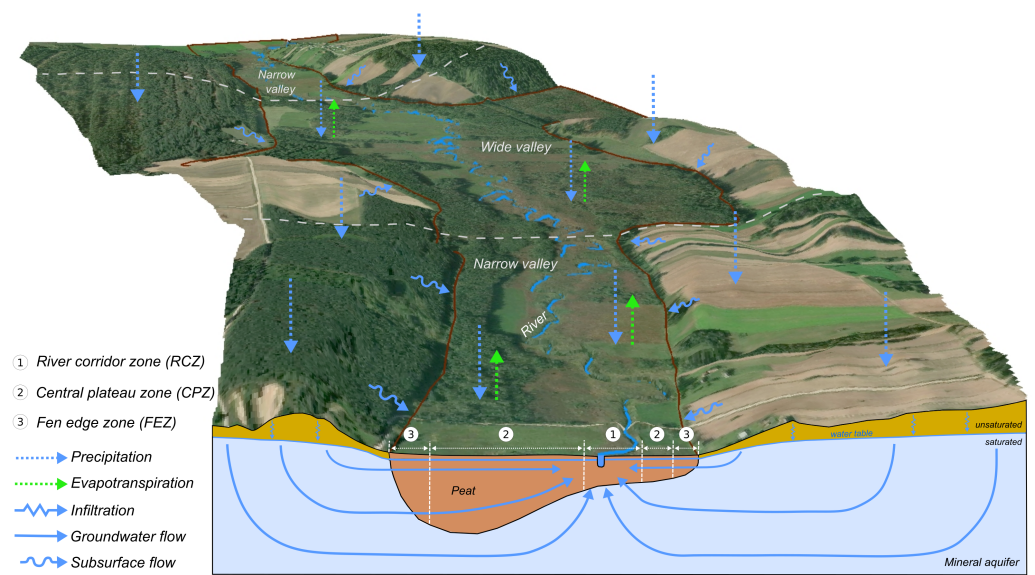 Narrow
valley
Wide valley
Narrow valley
River
① River corridor zone (RCZ)
② Central plateau zone (CPZ)
③ Fen edge zone (FEZ)
3 2 1 2 3
unsaturated
water table
saturated
Precipitation
Evapotranspiration
Peat
Infiltration
Groundwater flow
Subsurface flow
Mineral aquifer